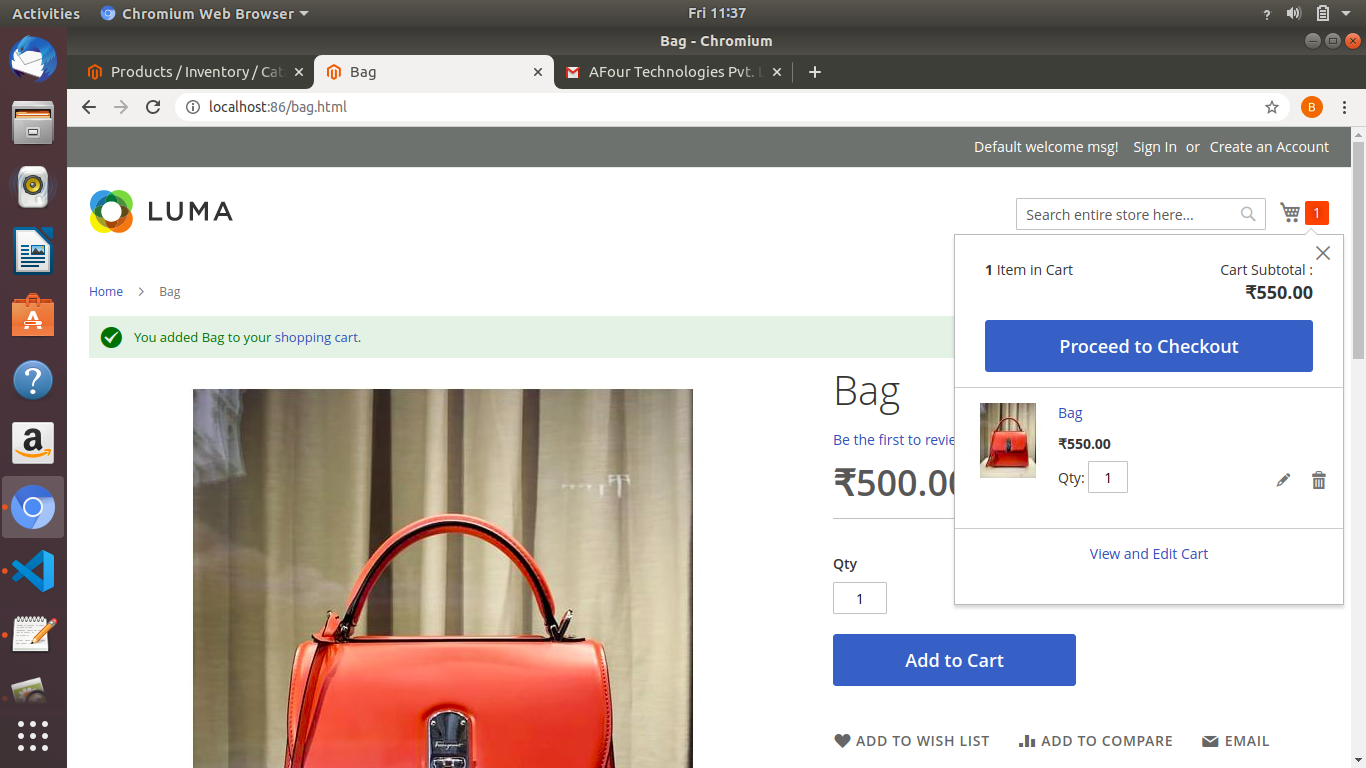 Activities
Chromium Web Browser
Fri 11:37
Bag - Chromium
Products / Inventory / Cat
Bag
AFour Technologies Pvt.
localhost:86/bag.html
B
Default welcome msg!
Sign In or Create an Account
LUMA
Search entire store here...
1
Home
Bag
1 Item in Cart
Cart Subtotal :
₹550.00
Proceed to Checkout
You added Bag to your shopping cart.
Bag
Be the first to revie
₹500.00
Bag
₹550.00
Qty: 1
View and Edit Cart
Qty
1
Add to Cart
ADD TO WISH LIST
ADD TO COMPARE
EMAIL